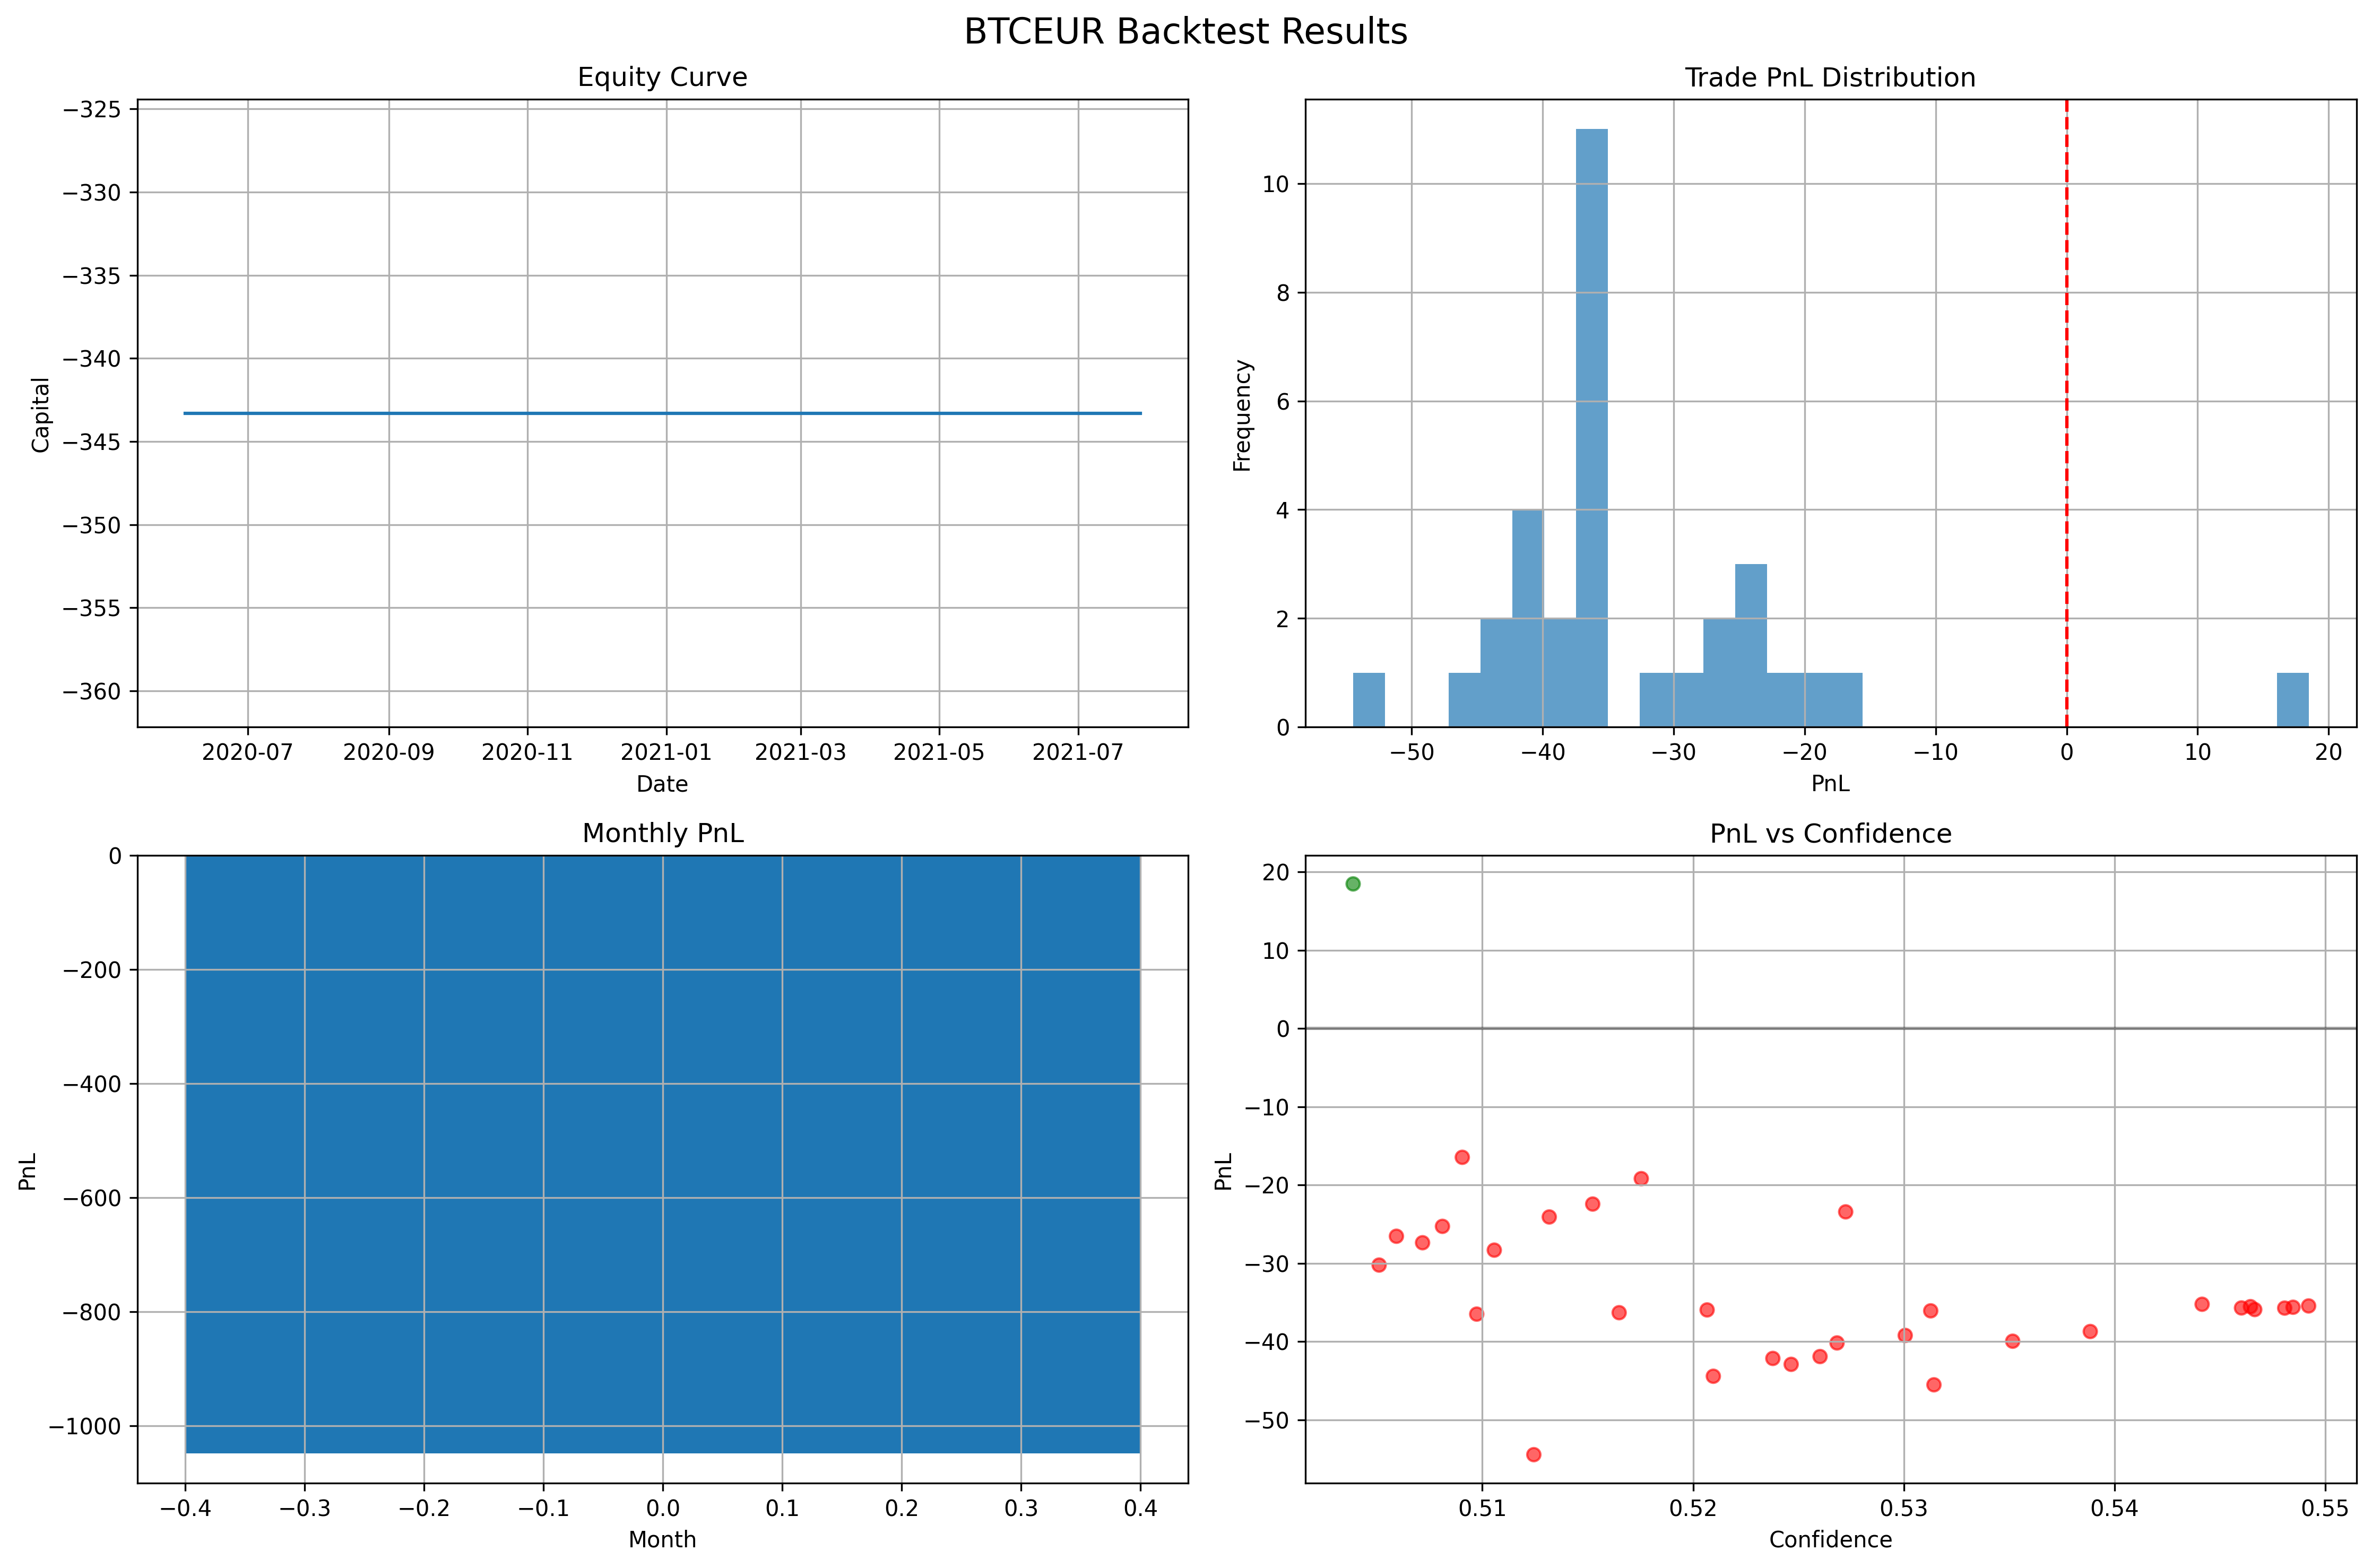 BTCEUR Backtest Results
Equity Curve
−325
−330
−335
−340
−345
−350
−355
−360
Capital
2020-07 2020-09 2020-11 2021-01 2021-03 2021-05 2021-07
Date
Trade PnL Distribution
10
8
6
4
2
0
Frequency
−50 −40 −30 −20 −10 0 10 20
PnL
Monthly PnL
0
−200
−400
−600
−800
−1000
PnL
−0.4 −0.3 −0.2 −0.1 0.0 0.1 0.2 0.3 0.4
Month
PnL vs Confidence
20
10
0
−10
−20
−30
−40
−50
PnL
0.51 0.52 0.53 0.54 0.55
Confidence